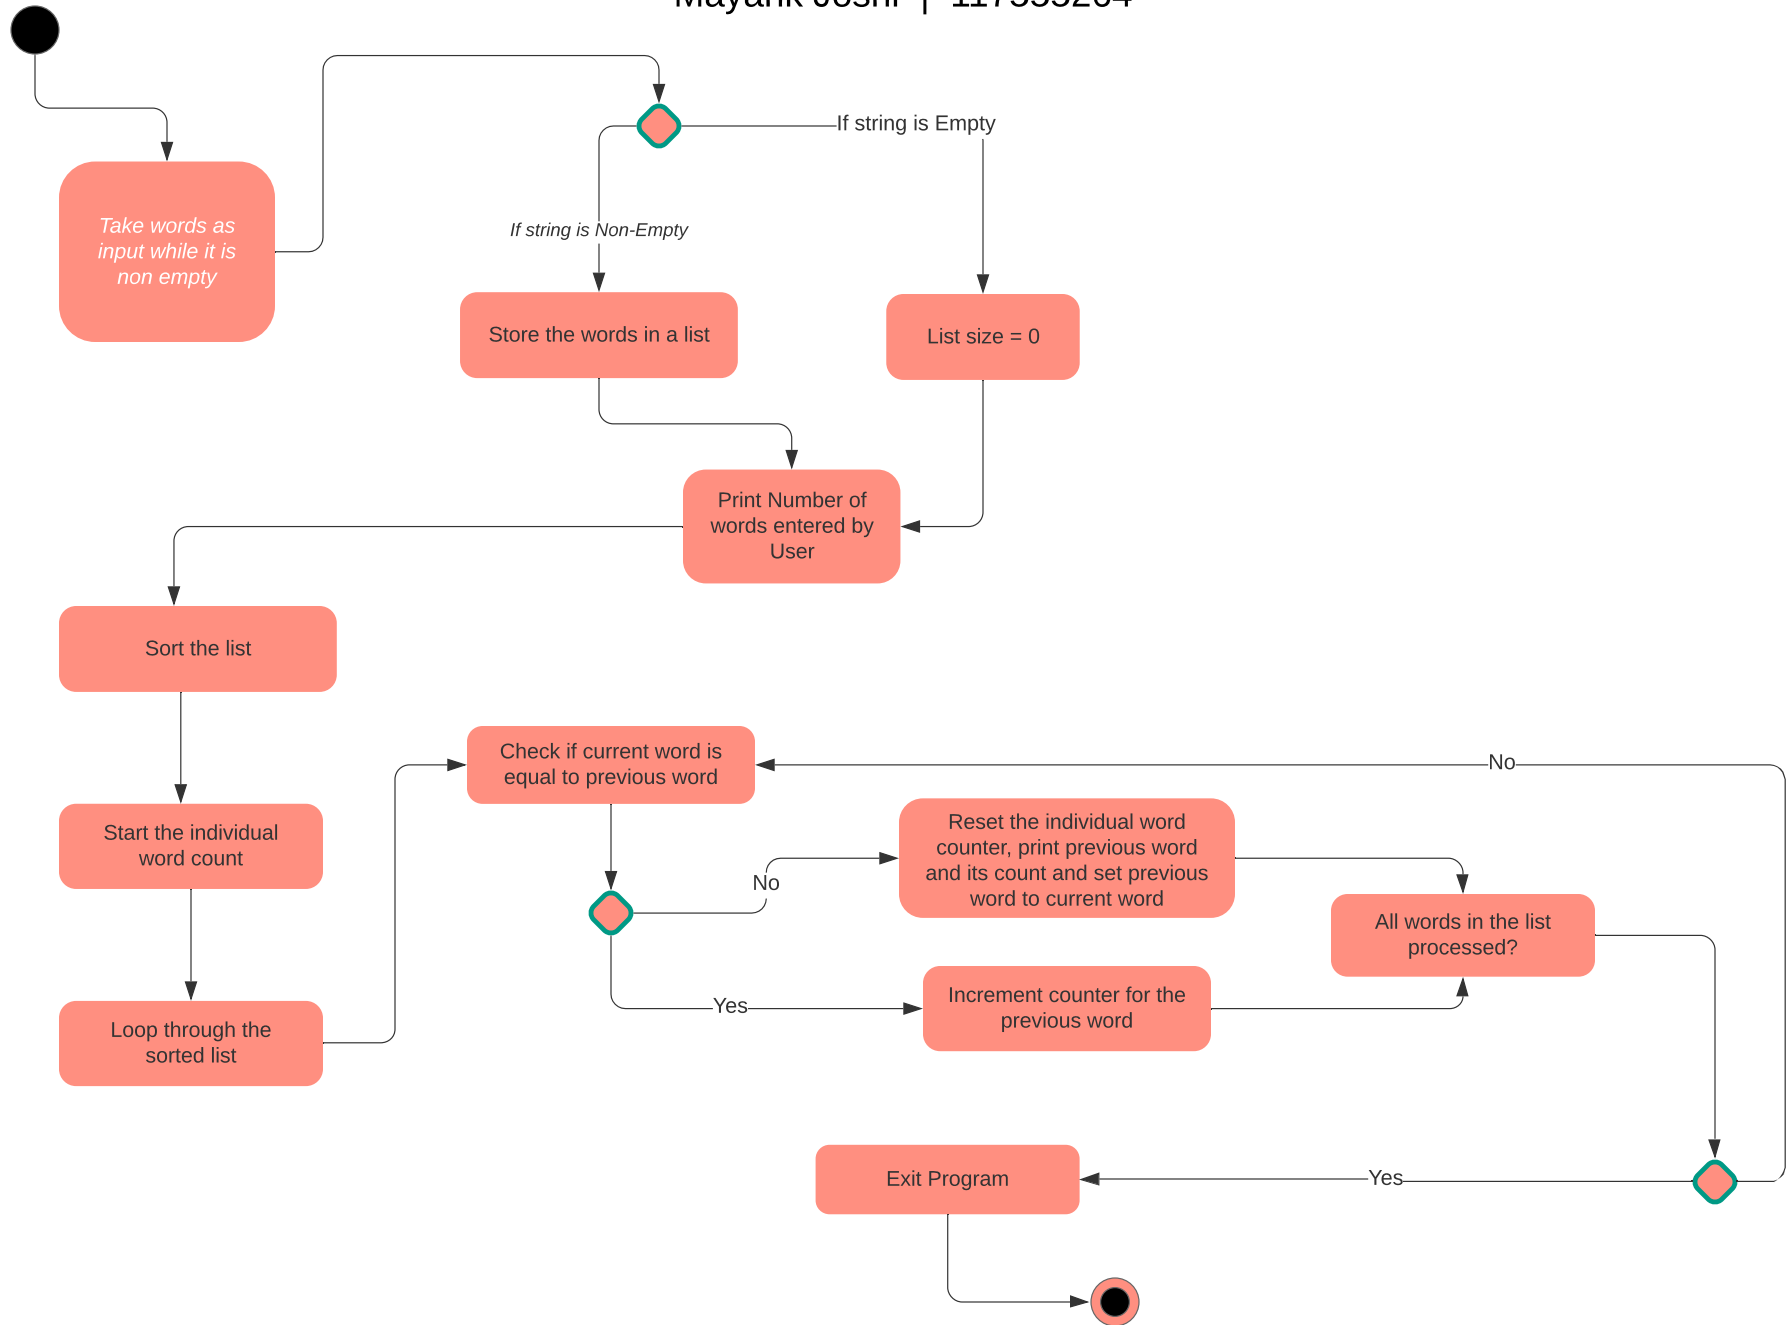 If string is Empty
Take words as
input while it is
non empty
If string is Non-Empty
Store the words in a list
List size = 0
Print Number of
words entered by
User
Sort the list
Check if current word is
equal to previous word
No
Start the individual
word count
Reset the individual word
counter, print previous word
and its count and set previous
word to current word
No
All words in the list
processed?
Yes
Increment counter for the
previous word
Loop through the
sorted list
Exit Program
Yes